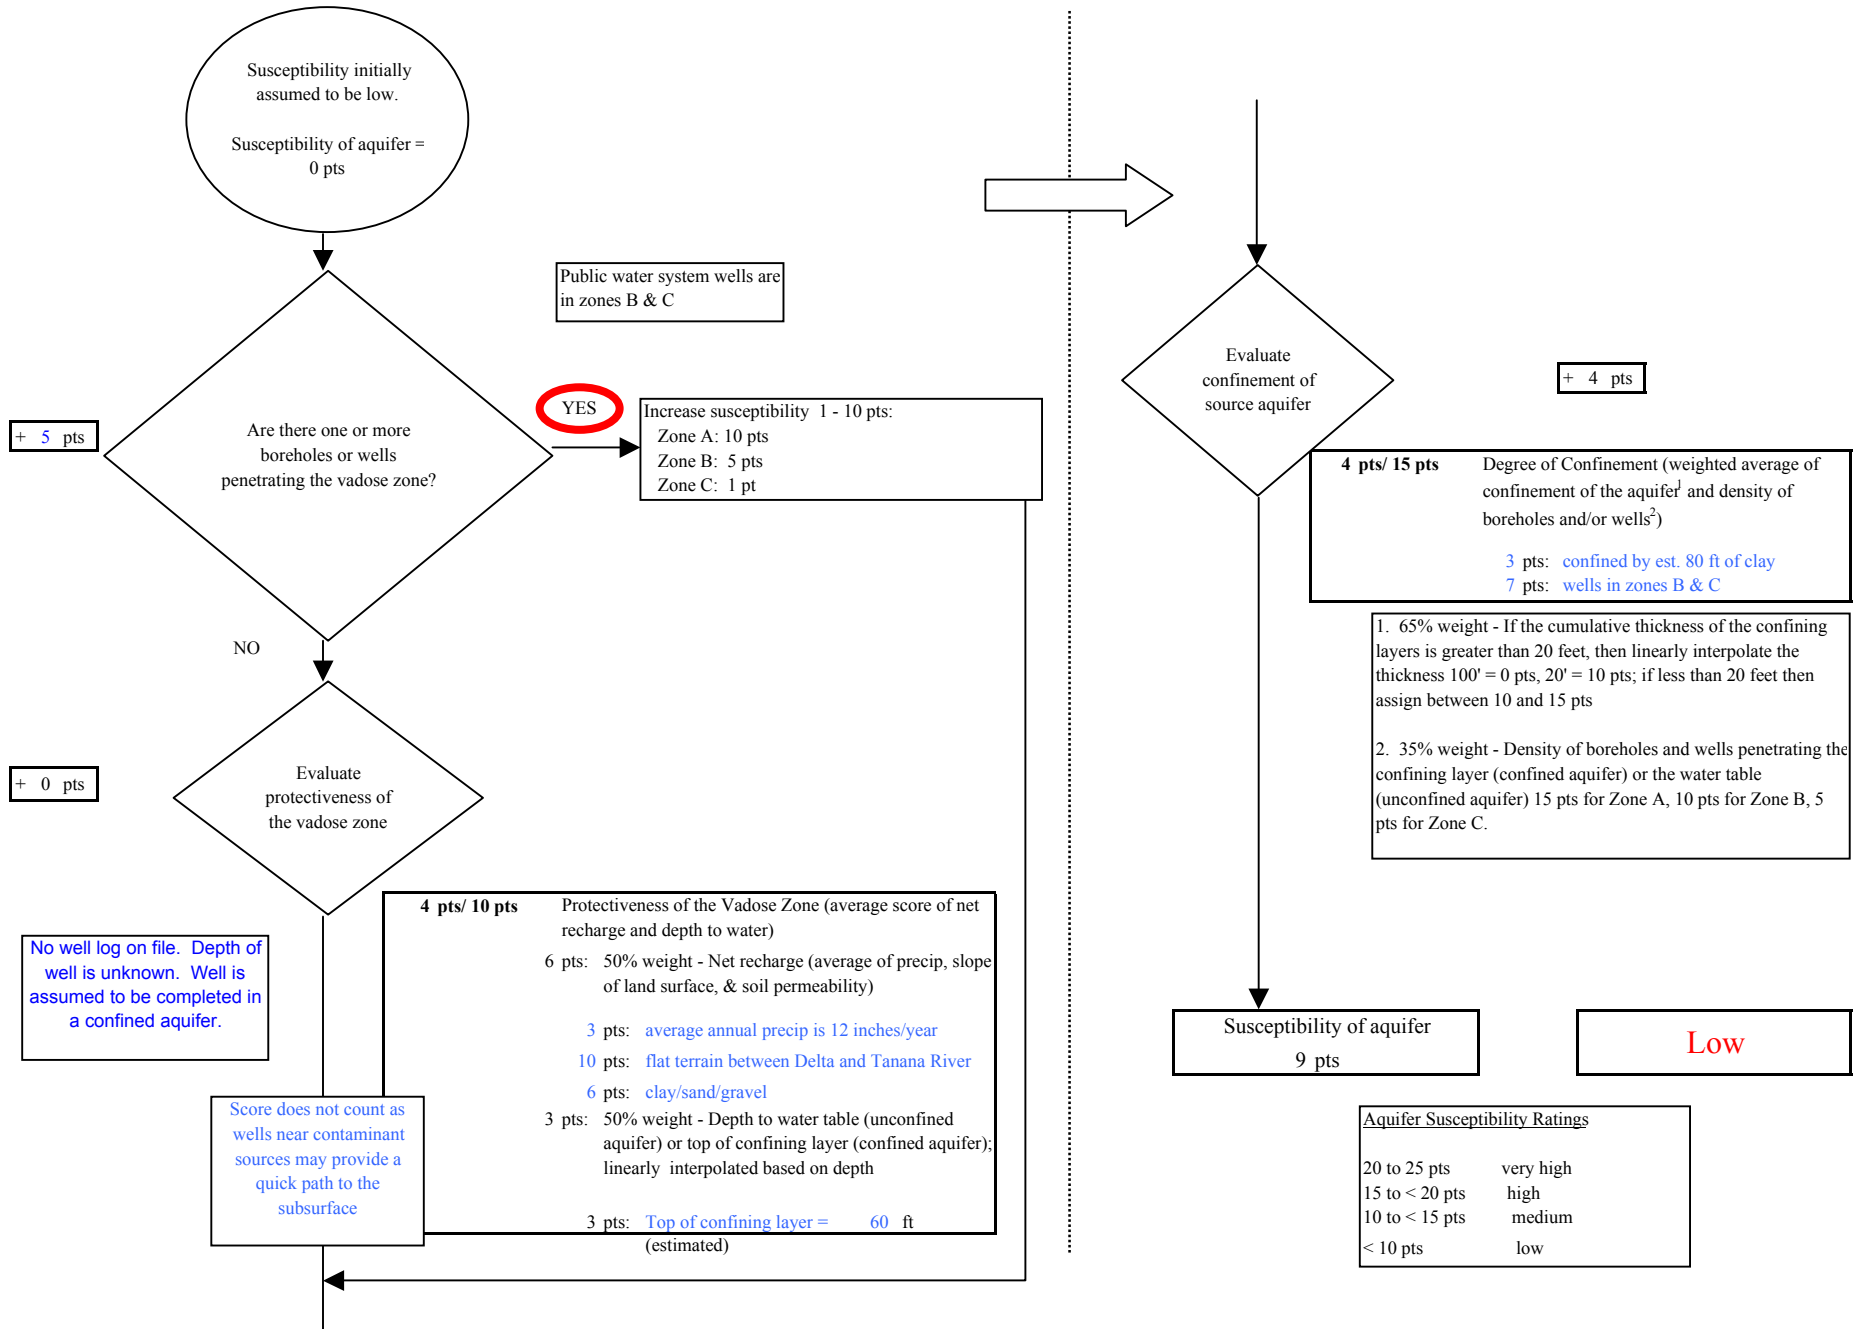 Susceptibility initially
assumed to be low.
Susceptibility of aquifer =
0 pts
Public water system wells are
in zones B & C
+ 5 pts
Are there one or more
boreholes or wells
penetrating the vadose zone?
YES
Increase susceptibility 1 - 10 pts:
Zone A: 10 pts
Zone B: 5 pts
Zone C: 1 pt
NO
+ 0 pts
Evaluate
protectiveness of
the vadose zone
No well log on file. Depth of
well is unknown. Well is
assumed to be completed in
a confined aquifer.
4 pts/ 10 pts Protectiveness of the Vadose Zone (average score of net
recharge and depth to water)
6 pts: 50% weight - Net recharge (average of precip, slope
of land surface, & soil permeability)
3 pts: average annual precip is 12 inches/year
10 pts: flat terrain between Delta and Tanana River
6 pts: clay/sand/gravel
3 pts: 50% weight - Depth to water table (unconfined
aquifer) or top of confining layer (confined aquifer);
linearly interpolated based on depth
3 pts: Top of confining layer = 60 ft
(estimated)
Score does not count as
wells near contaminant
sources may provide a
quick path to the
subsurface
Evaluate
confinement of
source aquifer
+ 4 pts
4 pts/ 15 pts Degree of Confinement (weighted average of
confinement of the aquifer1 and density of
boreholes and/or wells2)
3 pts: confined by est. 80 ft of clay
7 pts: wells in zones B & C
1. 65% weight - If the cumulative thickness of the confining
layers is greater than 20 feet, then linearly interpolate the
thickness 100' = 0 pts, 20' = 10 pts; if less than 20 feet then
assign between 10 and 15 pts
2. 35% weight - Density of boreholes and wells penetrating the
confining layer (confined aquifer) or the water table
(unconfined aquifer) 15 pts for Zone A, 10 pts for Zone B, 5
pts for Zone C.
Susceptibility of aquifer
9 pts
Low
Aquifer Susceptibility Ratings
20 to 25 pts very high
15 to < 20 pts high
10 to < 15 pts medium
< 10 pts low